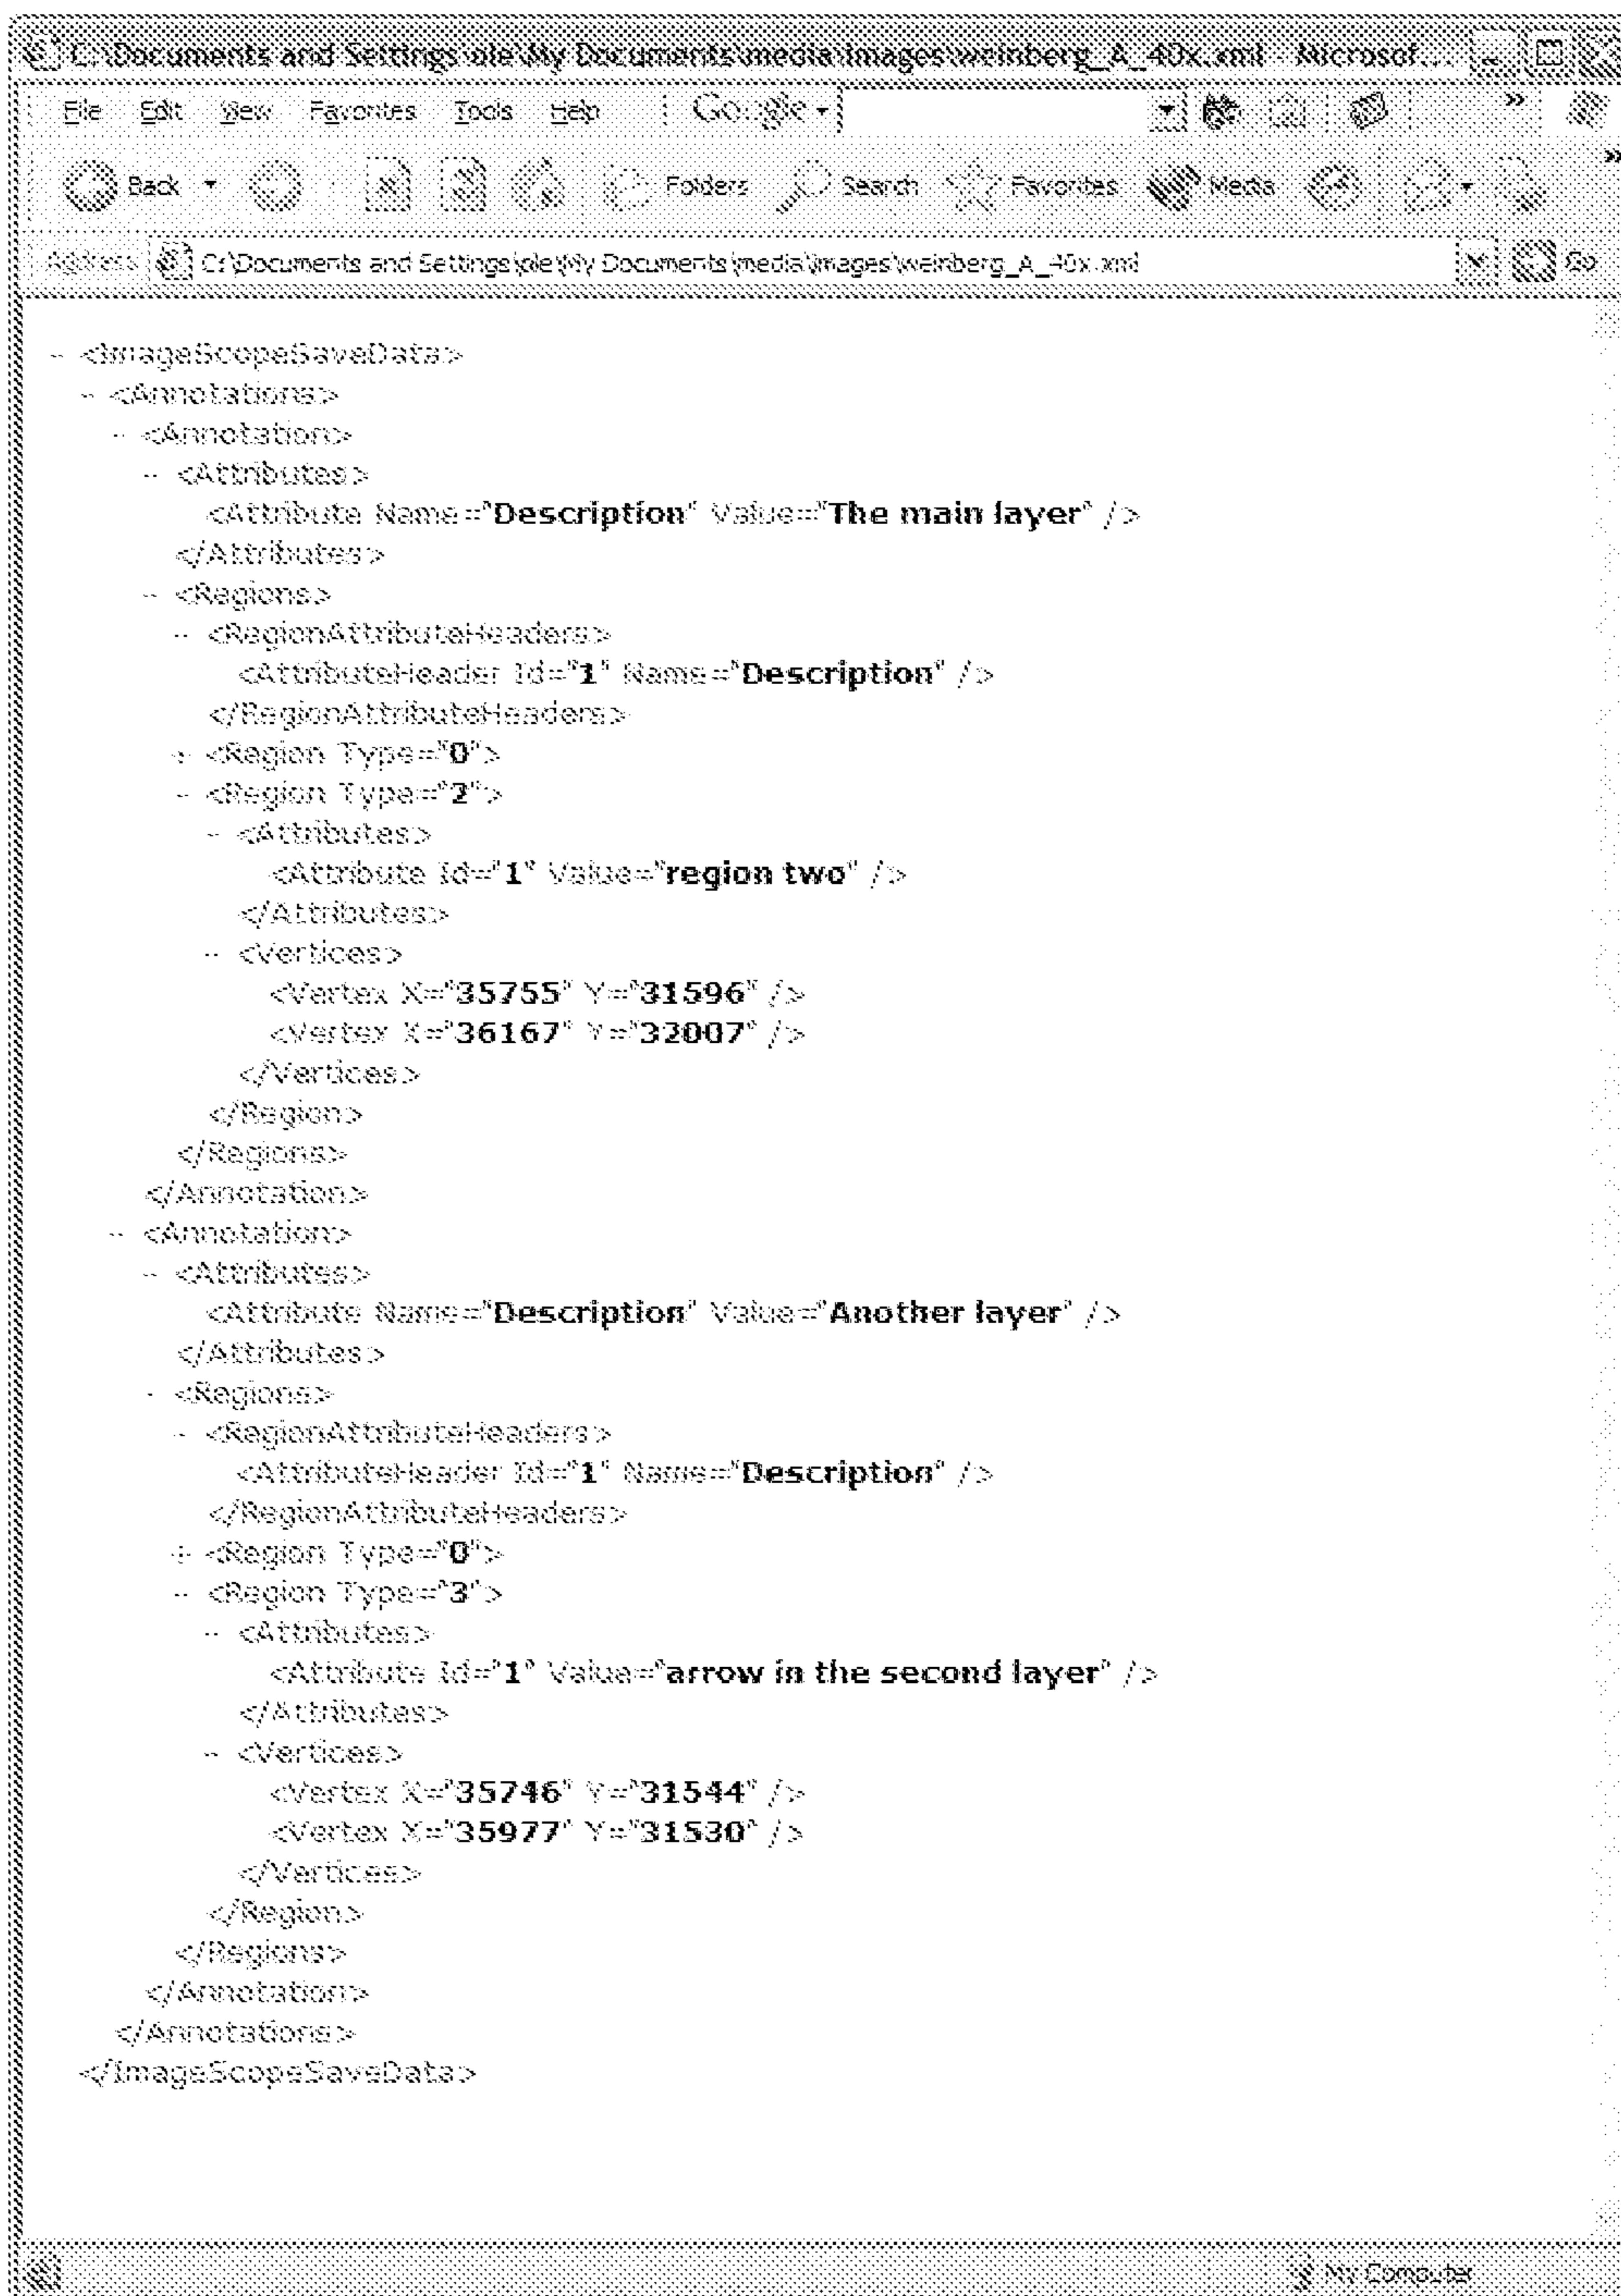 C:\Documents and Settings\ole\My Documents\media\images\weinberg_A_40x.xml - Microsof...
File Edit View Favorites Tools Help Google
Back Folders Search Favorites Media
Address C:\Documents and Settings\ole\My Documents\media\images\weinberg_A_40x.xml Go
- <ImageScopeSaveData>
- <Annotations>
- <Annotation>
- <Attributes>
<Attribute Name="Description" Value="The main layer" />
</Attributes>
- <Regions>
- <RegionAttributeHeaders>
<AttributeHeader Id="1" Name="Description" />
</RegionAttributeHeaders>
+ <Region Type="0">
- <Region Type="2">
- <Attributes>
<Attribute Id="1" Value="region two" />
</Attributes>
- <Vertices>
<Vertex X="35755" Y="31596" />
<Vertex X="36167" Y="32007" />
</Vertices>
</Region>
</Regions>
</Annotation>
- <Annotation>
- <Attributes>
<Attribute Name="Description" Value="Another layer" />
</Attributes>
- <Regions>
- <RegionAttributeHeaders>
<AttributeHeader Id="1" Name="Description" />
</RegionAttributeHeaders>
+ <Region Type="0">
- <Region Type="3">
- <Attributes>
<Attribute Id="1" Value="arrow in the second layer" />
</Attributes>
- <Vertices>
<Vertex X="35746" Y="31544" />
<Vertex X="35977" Y="31530" />
</Vertices>
</Region>
</Regions>
</Annotation>
</Annotations>
</ImageScopeSaveData>
My Computer